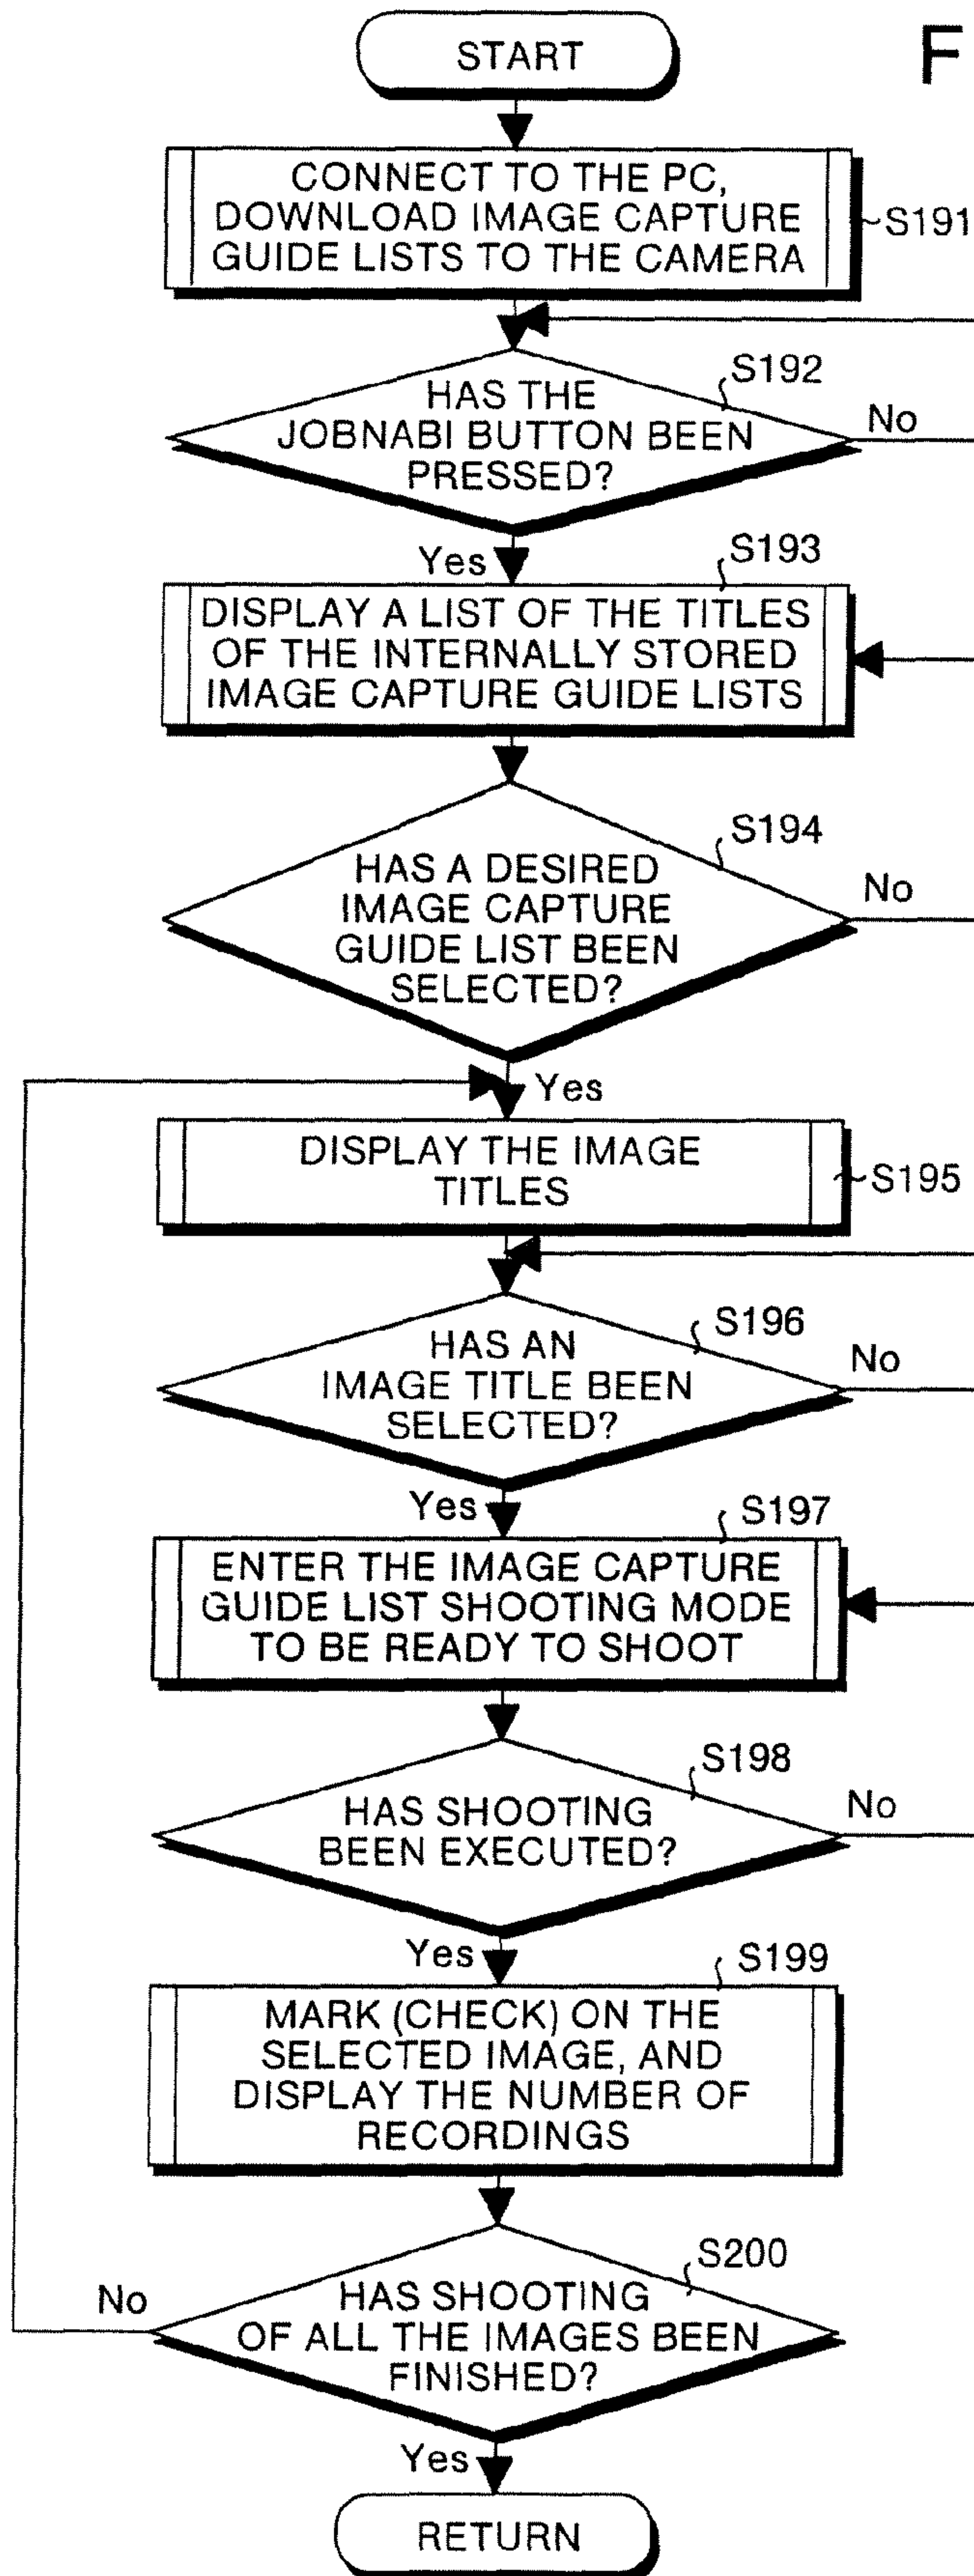 F
START
CONNECT TO THE PC,
DOWNLOAD IMAGE CAPTURE
GUIDE LISTS TO THE CAMERA
S191
S192
HAS THE
JOBNABI BUTTON BEEN
PRESSED?
No
Yes
S193
DISPLAY A LIST OF THE TITLES
OF THE INTERNALLY STORED
IMAGE CAPTURE GUIDE LISTS
S194
HAS A DESIRED
IMAGE CAPTURE
GUIDE LIST BEEN
SELECTED?
No
Yes
DISPLAY THE IMAGE
TITLES
S195
S196
HAS AN
IMAGE TITLE BEEN
SELECTED?
No
Yes
S197
ENTER THE IMAGE CAPTURE
GUIDE LIST SHOOTING MODE
TO BE READY TO SHOOT
S198
HAS SHOOTING
BEEN EXECUTED?
No
Yes
S199
MARK (CHECK) ON THE
SELECTED IMAGE, AND
DISPLAY THE NUMBER OF
RECORDINGS
S200
HAS SHOOTING
OF ALL THE IMAGES BEEN
FINISHED?
No
Yes
RETURN